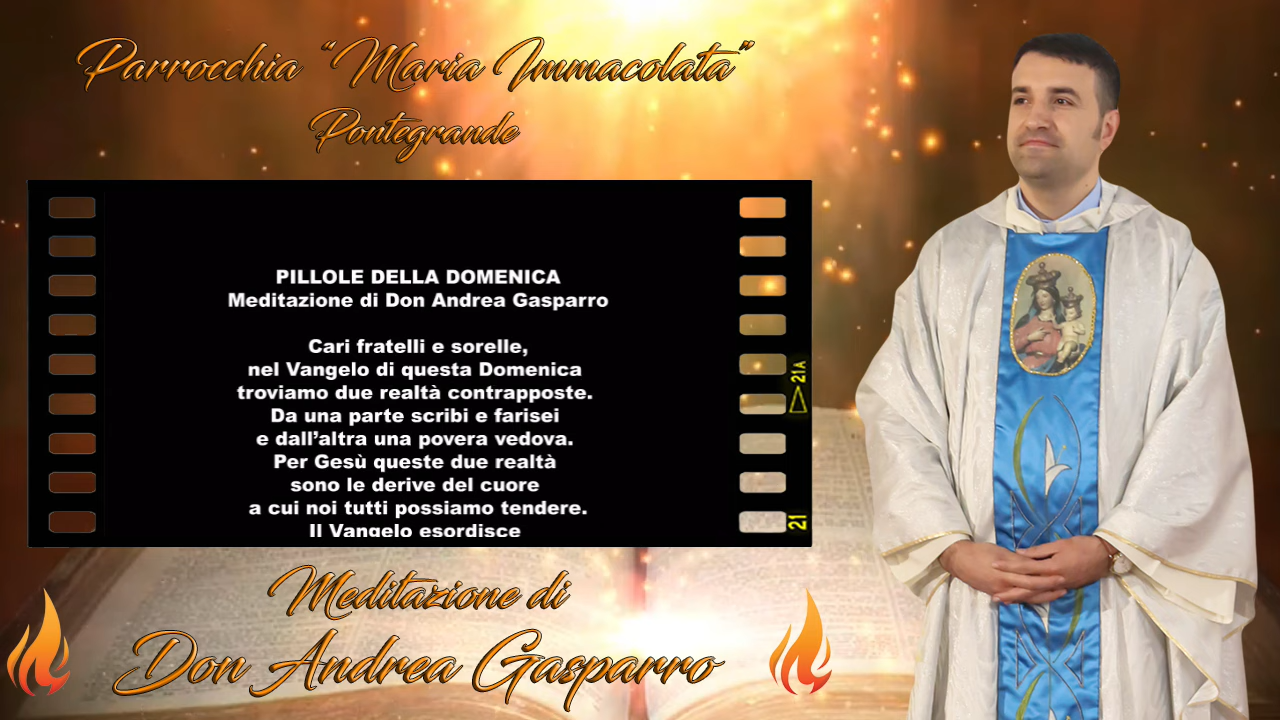 Parrocchia “Maria Immacolata”
Pontegrande
PILLOLE DELLA DOMENICA
Meditazione di Don Andrea Gasparro
Cari fratelli e sorelle,
nel Vangelo di questa Domenica
troviamo due realtà contrapposte.
Da una parte scribi e farisei
e dall’altra una povera vedova.
Per Gesù queste due realtà
sono le derive del cuore
a cui noi tutti possiamo tendere.
Il Vangelo esordisce
21A
21
Meditazione di
Don Andrea Gasparro